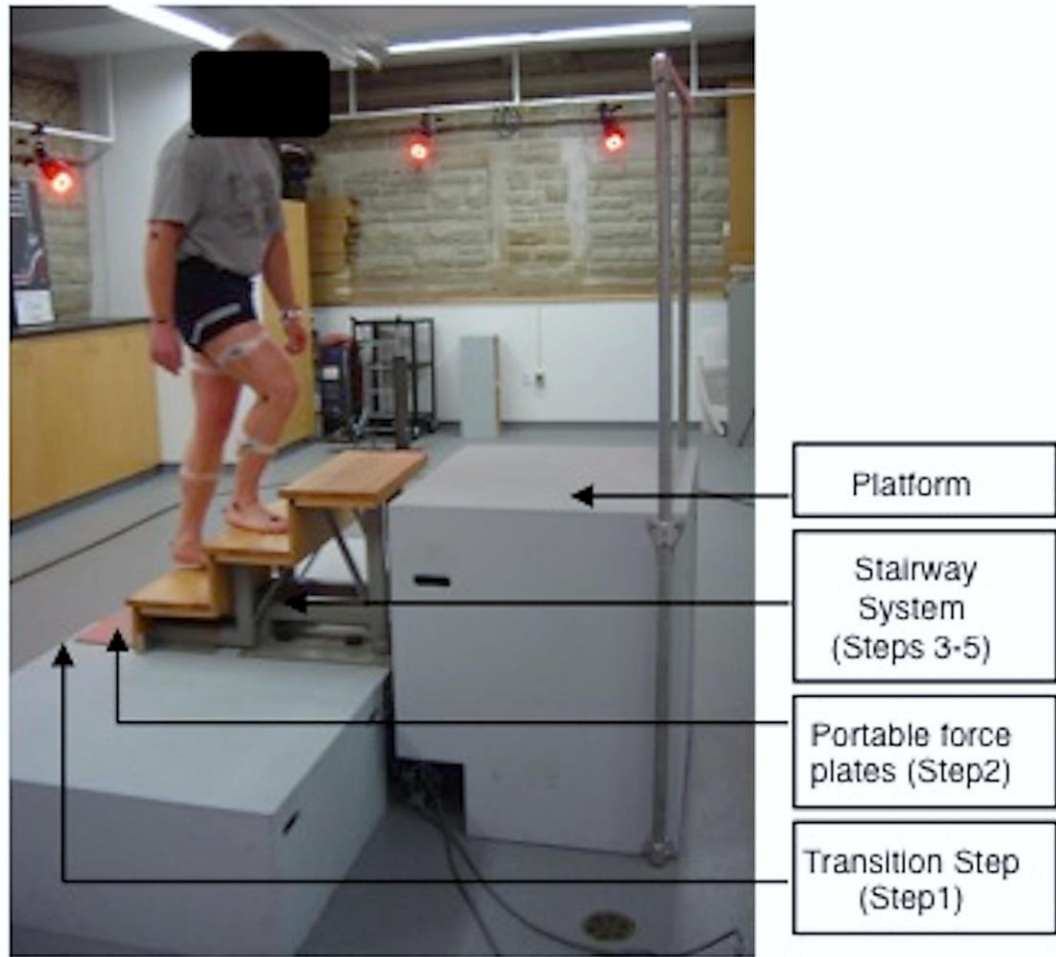 Platform
Stairway
System
(Steps 3-5)
Portable force
plates (Step2)
Transition Step
(Step1)